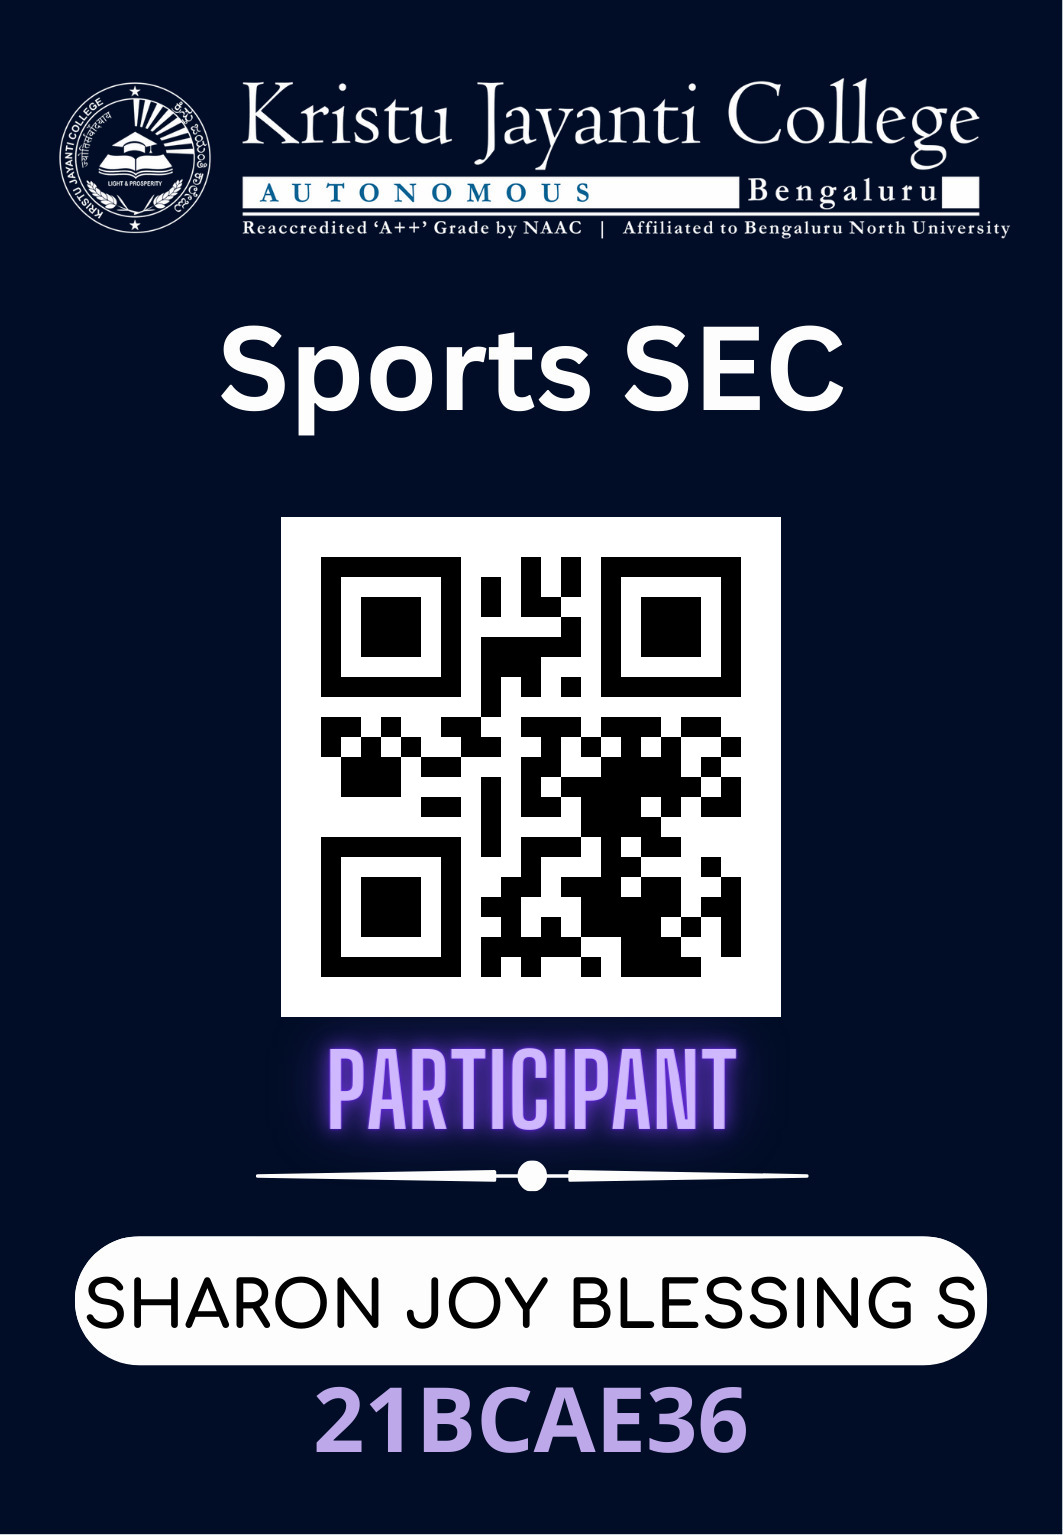 KRISTU JAYANTI COLLEGE
ಕ್ರಿಸ್ತು ಜಯಂತಿ ಕಾಲೇಜು
LIGHT & PROSPERITY
Kristu Jayanti College
AUTONOMOUS Bengaluru
Reaccredited ‘A++’ Grade by NAAC | Affiliated to Bengaluru North University
Sports SEC
PARTICIPANT
SHARON JOY BLESSING S
21BCAE36